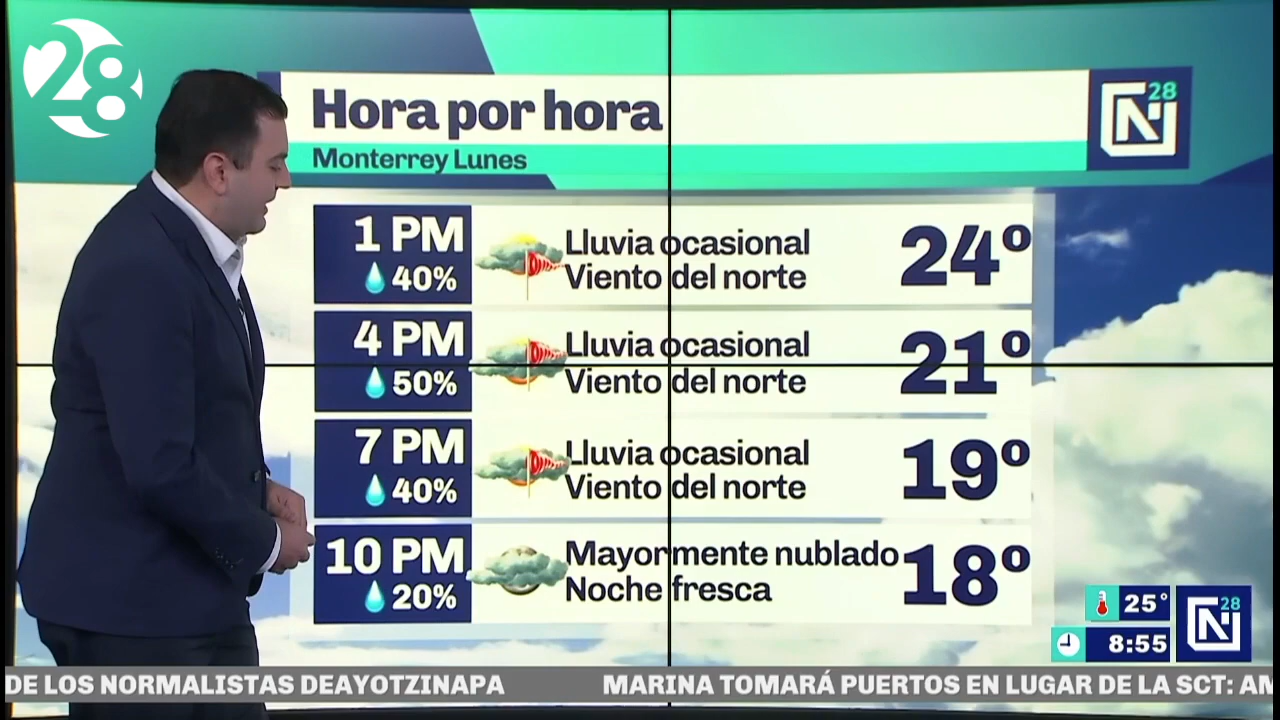 28
Hora por hora
Monterrey Lunes
N 28
1 PM
40%
Lluvia ocasional
Viento del norte
24°
4 PM
50%
Lluvia ocasional
Viento del norte
21°
7 PM
40%
Lluvia ocasional
Viento del norte
19°
10 PM
20%
Mayormente nublado
Noche fresca
18°
25°
8:55
N 28
DE LOS NORMALISTAS DEAYOTZINAPA MARINA TOMARÁ PUERTOS EN LUGAR DE LA SCT: AM